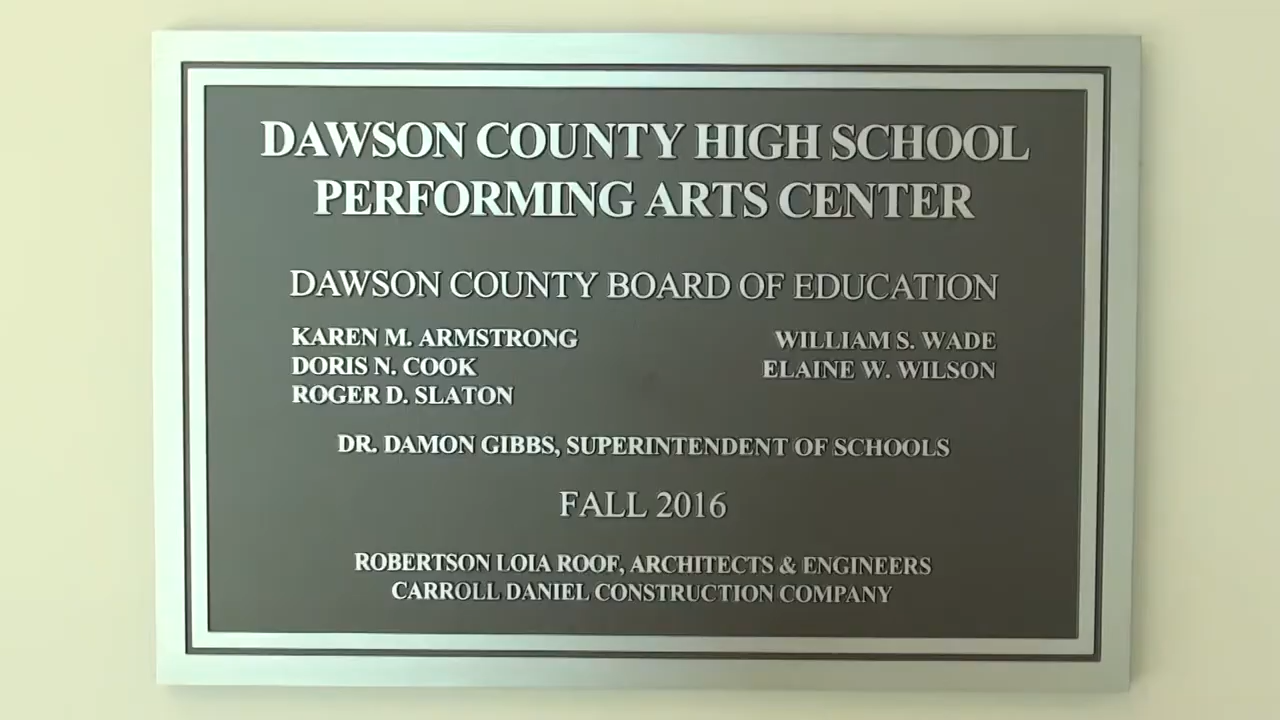 DAWSON COUNTY HIGH SCHOOL
PERFORMING ARTS CENTER
DAWSON COUNTY BOARD OF EDUCATION
KAREN M. ARMSTRONG
DORIS N. COOK
ROGER D. SLATON
WILLIAM S. WADE
ELAINE W. WILSON
DR. DAMON GIBBS, SUPERINTENDENT OF SCHOOLS
FALL 2016
ROBERTSON LOIA ROOF, ARCHITECTS & ENGINEERS
CARROLL DANIEL CONSTRUCTION COMPANY